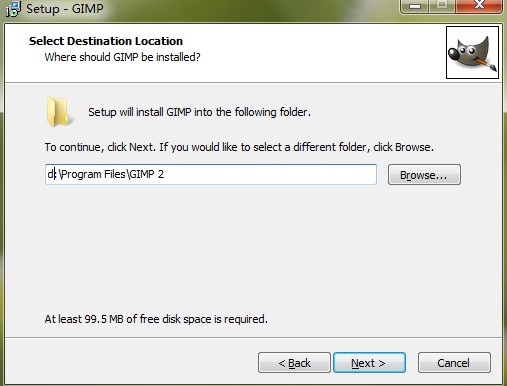 Setup - GIMP
Select Destination Location
Where should GIMP be installed?
Setup will install GIMP into the following folder.
To continue, click Next. If you would like to select a different folder, click Browse.
d:\Program Files\GIMP 2
Browse...
At least 99.5 MB of free disk space is required.
< Back
Next >
Cancel